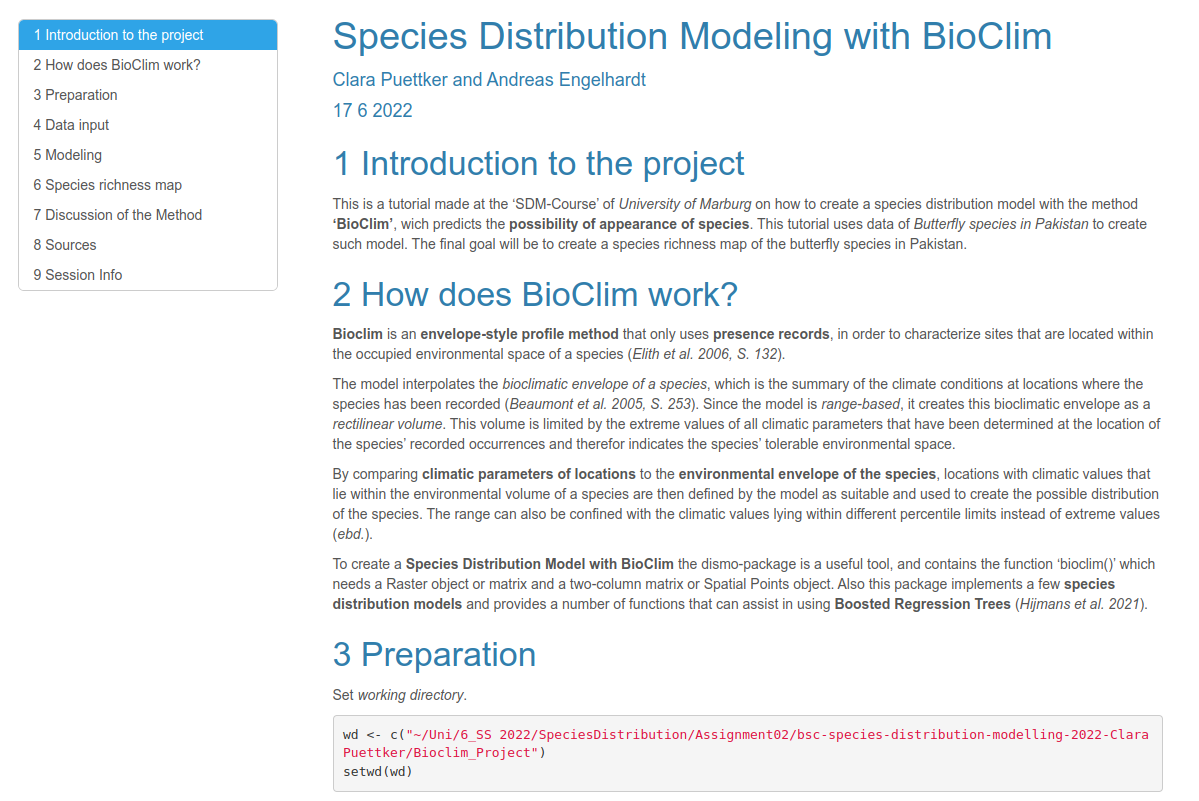 1 Introduction to the project
2 How does BioClim work?
3 Preparation
4 Data input
5 Modeling
6 Species richness map
7 Discussion of the Method
8 Sources
9 Session Info
Species Distribution Modeling with BioClim
Clara Puettker and Andreas Engelhardt
17 6 2022
1 Introduction to the project
This is a tutorial made at the ‘SDM-Course’ of University of Marburg on how to create a species distribution model with the method
‘BioClim’, wich predicts the possibility of appearance of species. This tutorial uses data of Butterfly species in Pakistan to create
such model. The final goal will be to create a species richness map of the butterfly species in Pakistan.
2 How does BioClim work?
Bioclim is an envelope-style profile method that only uses presence records, in order to characterize sites that are located within
the occupied environmental space of a species (Elith et al. 2006, S. 132).
The model interpolates the bioclimatic envelope of a species, which is the summary of the climate conditions at locations where the
species has been recorded (Beaumont et al. 2005, S. 253). Since the model is range-based, it creates this bioclimatic envelope as a
rectilinear volume. This volume is limited by the extreme values of all climatic parameters that have been determined at the location of
the species’ recorded occurrences and therefor indicates the species’ tolerable environmental space.
By comparing climatic parameters of locations to the environmental envelope of the species, locations with climatic values that
lie within the environmental volume of a species are then defined by the model as suitable and used to create the possible distribution
of the species. The range can also be confined with the climatic values lying within different percentile limits instead of extreme values
(ebd.).
To create a Species Distribution Model with BioClim the dismo-package is a useful tool, and contains the function ‘bioclim()’ which
needs a Raster object or matrix and a two-column matrix or Spatial Points object. Also this package implements a few species
distribution models and provides a number of functions that can assist in using Boosted Regression Trees (Hijmans et al. 2021).
3 Preparation
Set working directory.
wd <- c("~/Uni/6_SS 2022/SpeciesDistribution/Assignment02/bsc-species-distribution-modelling-2022-Clara
Puettker/Bioclim_Project")
setwd(wd)